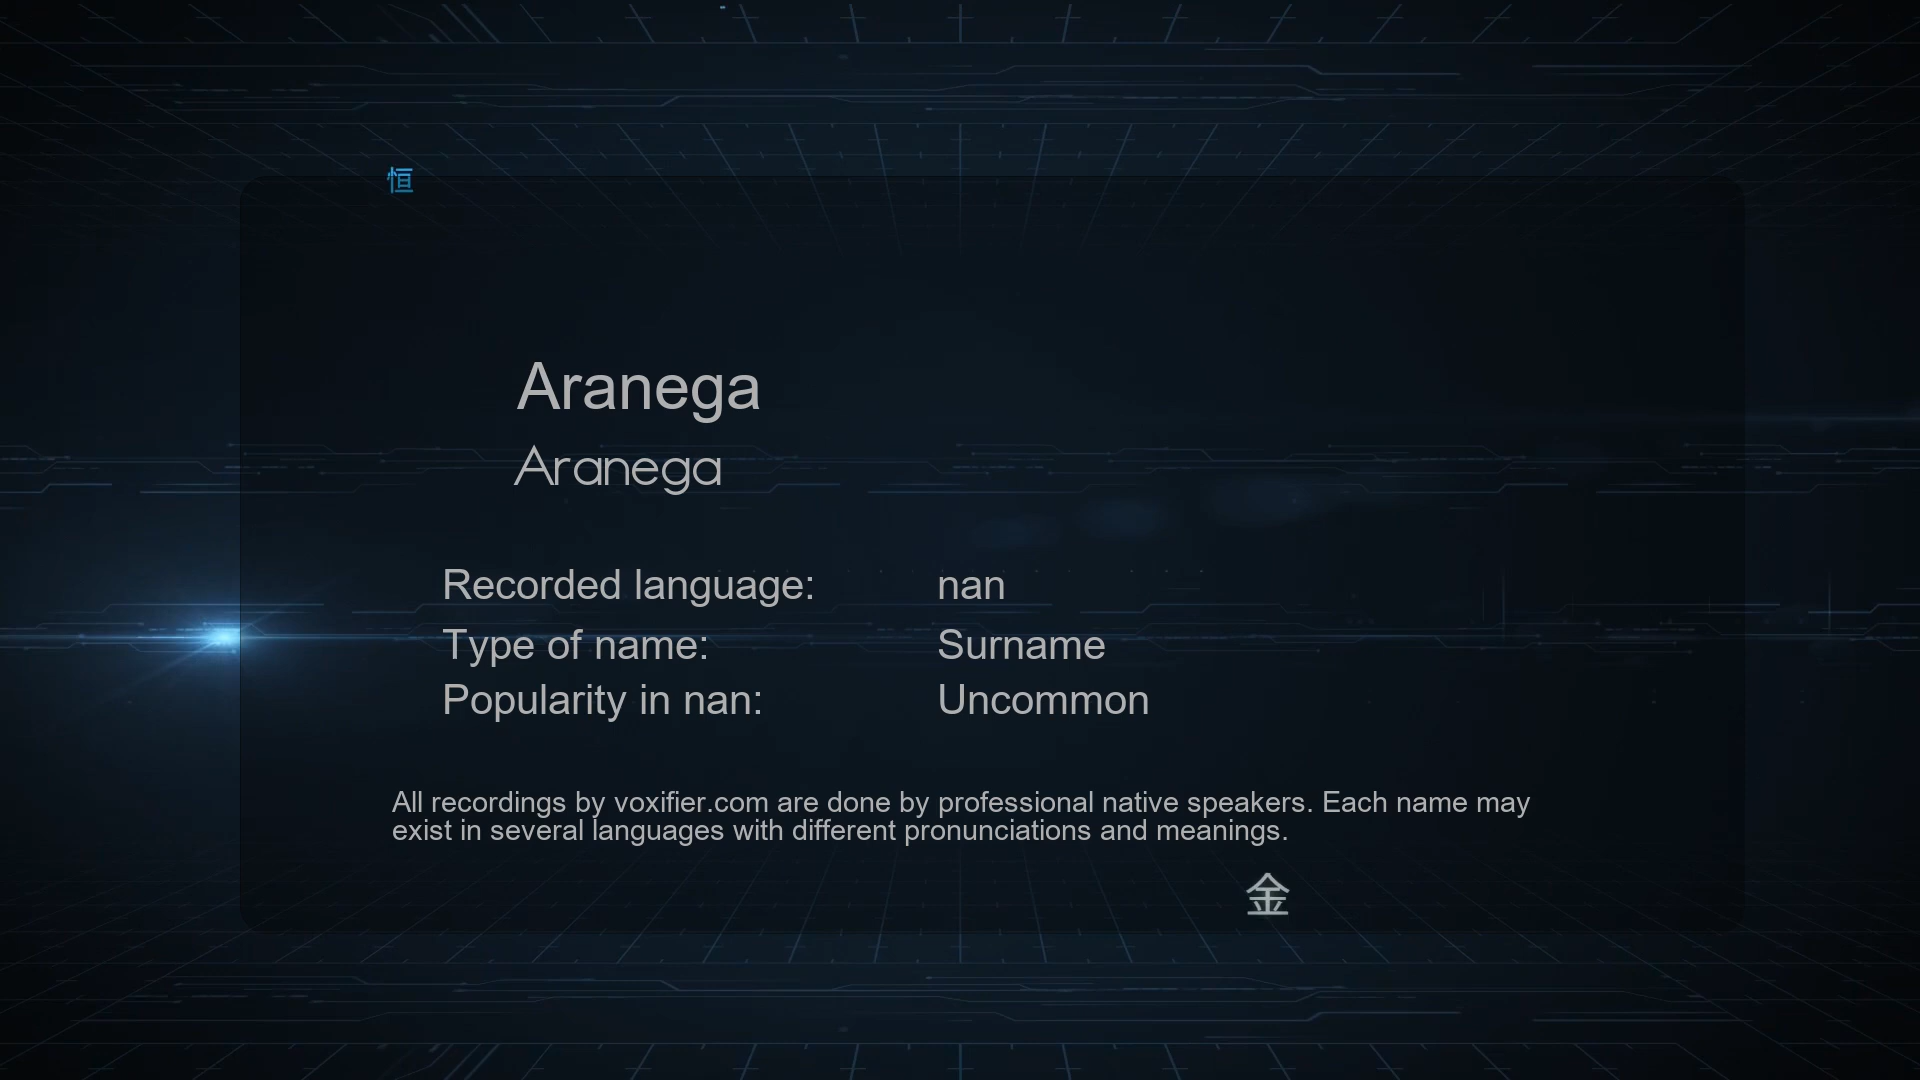 恒
Aranega
Aranega
Recorded language: nan
Type of name: Surname
Popularity in nan: Uncommon
All recordings by voxifier.com are done by professional native speakers. Each name may
exist in several languages with different pronunciations and meanings.
金